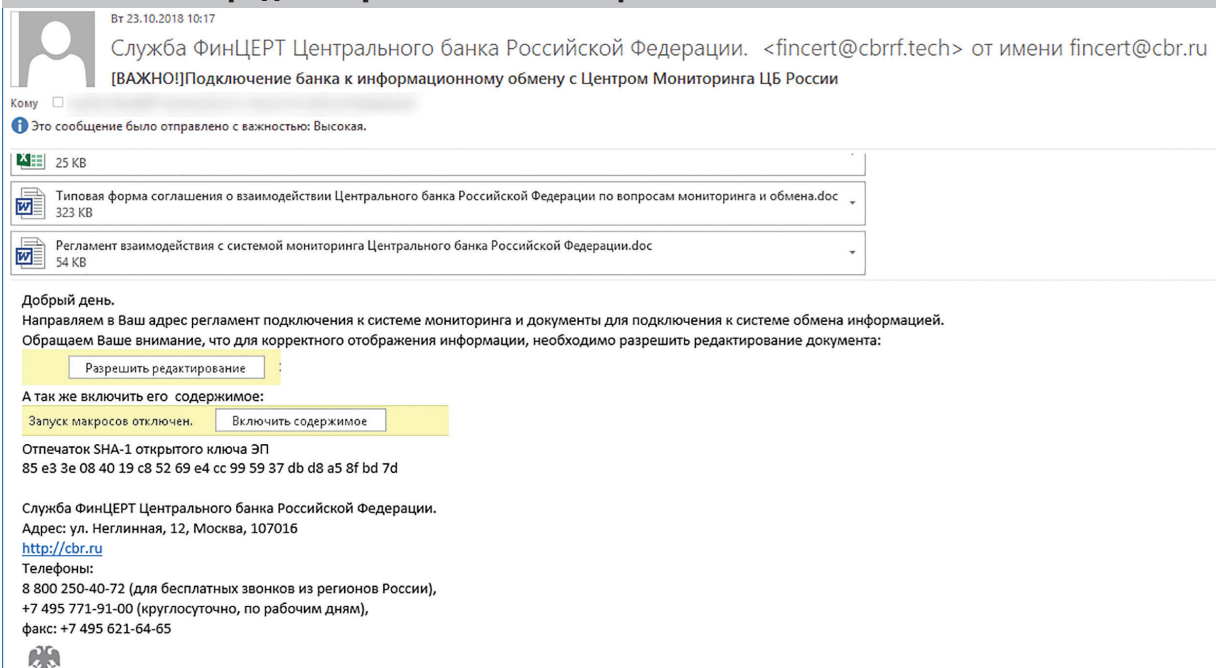 Вт 23.10.2018 10:17
Служба ФинЦЕРТ Центрального банка Российской Федерации. <fincert@cbrrf.tech> от имени fincert@cbr.ru
[ВАЖНО!]Подключение банка к информационному обмену с Центром Мониторинга ЦБ России
Кому
Это сообщение было отправлено с важностью: Высокая.
25 KB
Типовая форма соглашения о взаимодействии Центрального банка Российской Федерации по вопросам мониторинга и обмена.doc
323 KB
Регламент взаимодействия с системой мониторинга Центрального банка Российской Федерации.doc
54 KB
Добрый день.
Направляем в Ваш адрес регламент подключения к системе мониторинга и документы для подключения к системе обмена информацией.
Обращаем Ваше внимание, что для корректного отображения информации, необходимо разрешить редактирование документа:
Разрешить редактирование :
А так же включить его содержимое:
Запуск макросов отключен. Включить содержимое
Отпечаток SHA-1 открытого ключа ЭП
85 e3 3e 08 40 19 c8 52 69 e4 cc 99 59 37 db d8 a5 8f bd 7d
Служба ФинЦЕРТ Центрального банка Российской Федерации.
Адрес: ул. Неглинная, 12, Москва, 107016
http://cbr.ru
Телефоны:
8 800 250-40-72 (для бесплатных звонков из регионов России),
+7 495 771-91-00 (круглосуточно, по рабочим дням),
факс: +7 495 621-64-65